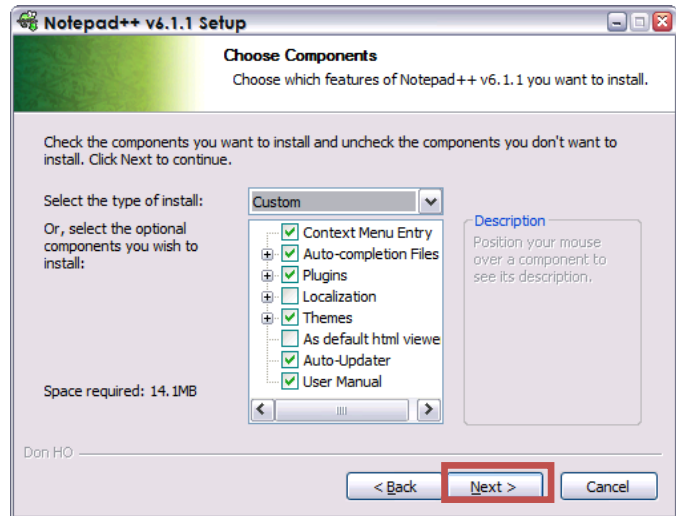 Notepad++ v6.1.1 Setup
Choose Components
Choose which features of Notepad++ v6.1.1 you want to install.
Check the components you want to install and uncheck the components you don't want to
install. Click Next to continue.
Select the type of install:
Custom
Or, select the optional
components you wish to
install:
Context Menu Entry
Auto-completion Files
Plugins
Localization
Themes
As default html viewe
Auto-Updater
User Manual
Description
Position your mouse
over a component to
see its description.
Space required: 14.1MB
Don HO
< Back
Next >
Cancel